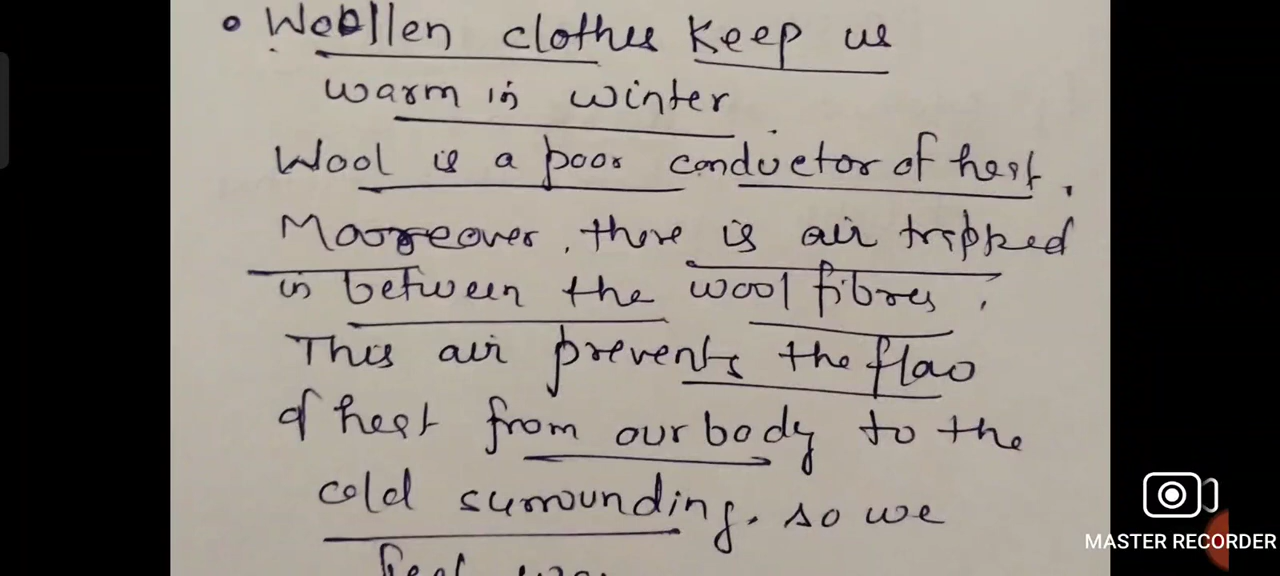 • Woollen clothes keep us
warm in winter
Wool is a poor conductor of heat.
Moreover, there is air trapped
in between the wool fibres.
This air prevents the flow
of heat from our body to the
cold surrounding. so we
feel
MASTER RECORDER